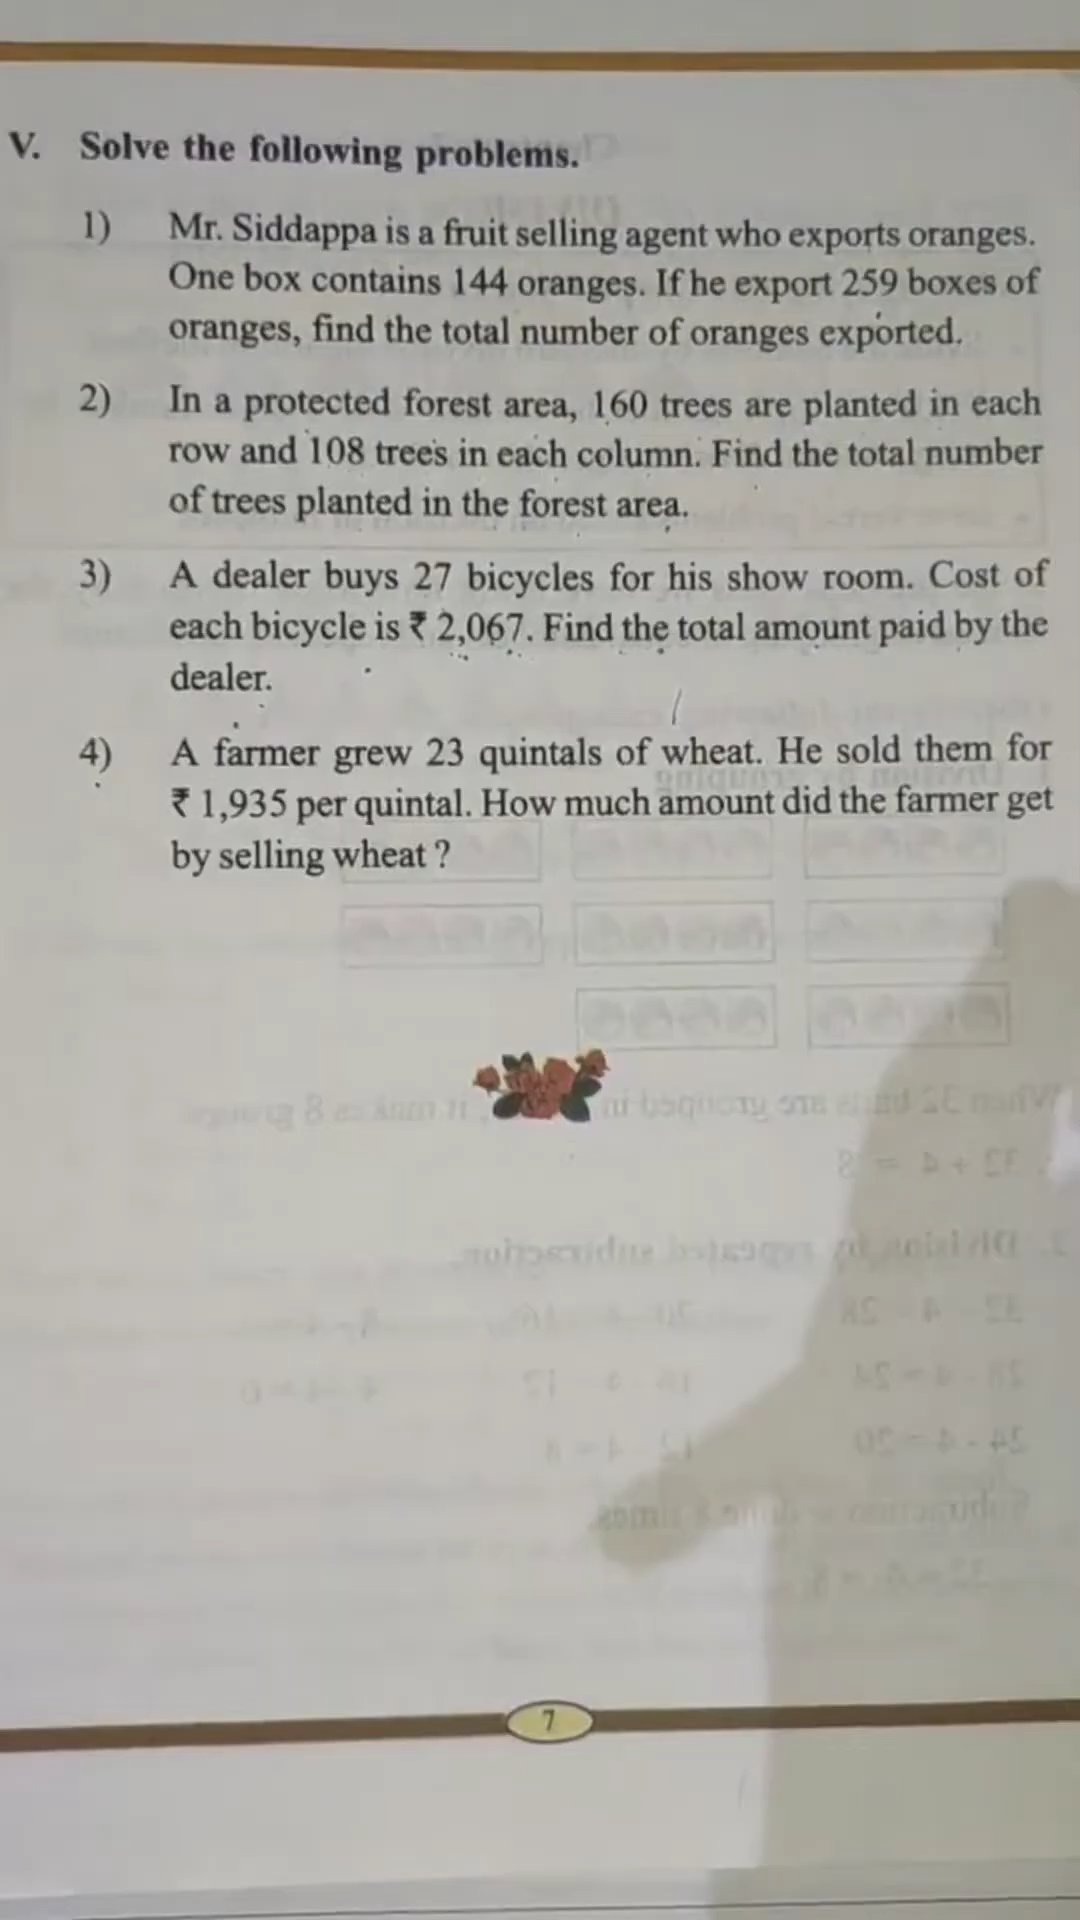 V. Solve the following problems.
1) Mr. Siddappa is a fruit selling agent who exports oranges.
One box contains 144 oranges. If he export 259 boxes of
oranges, find the total number of oranges exported.
2) In a protected forest area, 160 trees are planted in each
row and 108 trees in each column. Find the total number
of trees planted in the forest area.
3) A dealer buys 27 bicycles for his show room. Cost of
each bicycle is ₹ 2,067. Find the total amount paid by the
dealer.
4) A farmer grew 23 quintals of wheat. He sold them for
₹ 1,935 per quintal. How much amount did the farmer get
by selling wheat ?
7